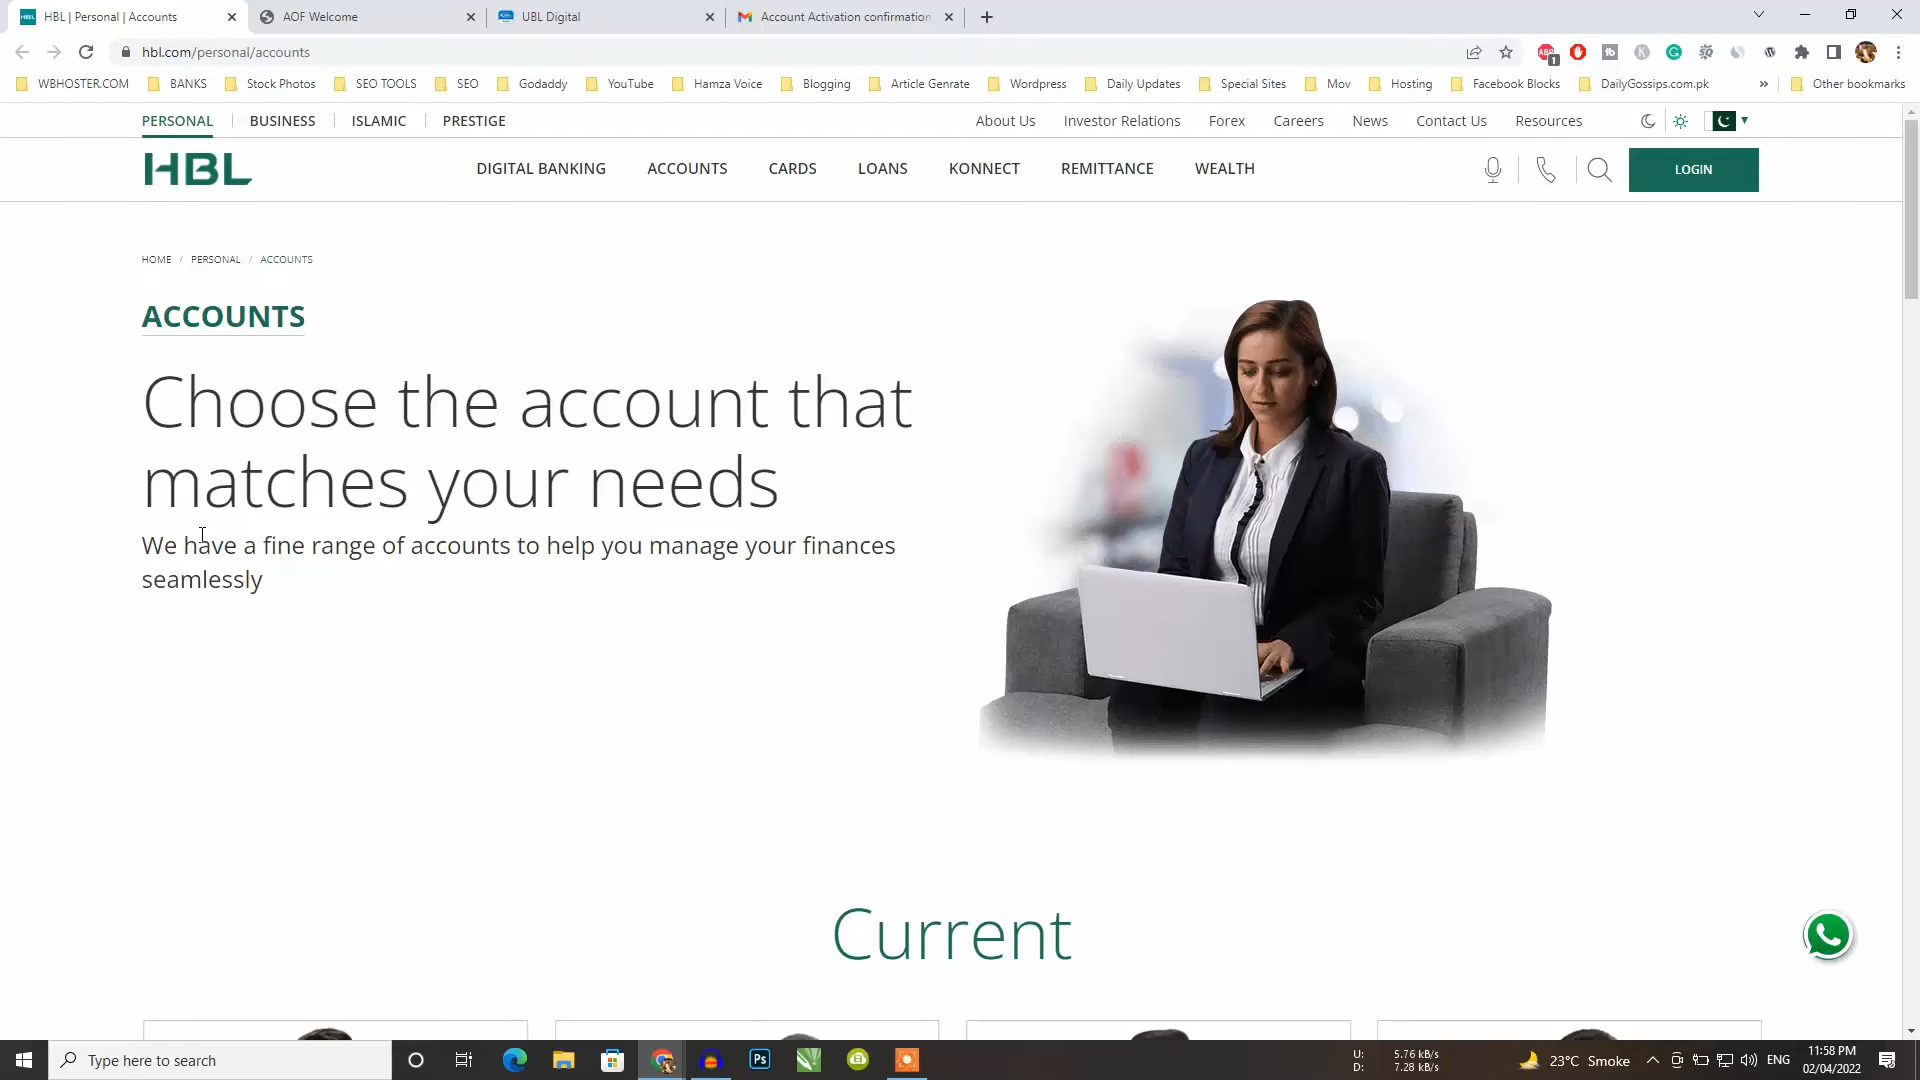 HBL | Personal | Accounts
AOF Welcome
UBL Digital
Account Activation confirmation
hbl.com/personal/accounts
WBHOSTER.COM
BANKS
Stock Photos
SEO TOOLS
SEO
Godaddy
YouTube
Hamza Voice
Blogging
Article Genrate
Wordpress
Daily Updates
Special Sites
Mov
Hosting
Facebook Blocks
DailyGossips.com.pk
»
Other bookmarks
PERSONAL
BUSINESS
ISLAMIC
PRESTIGE
About Us
Investor Relations
Forex
Careers
News
Contact Us
Resources
HBL
DIGITAL BANKING
ACCOUNTS
CARDS
LOANS
KONNECT
REMITTANCE
WEALTH
LOGIN
HOME / PERSONAL / ACCOUNTS
ACCOUNTS
Choose the account that
matches your needs
We have a fine range of accounts to help you manage your finances
seamlessly
Current
Type here to search
Ps
U: 5.76 kB/s
D: 7.28 kB/s
23°C Smoke
ENG
11:58 PM
02/04/2022